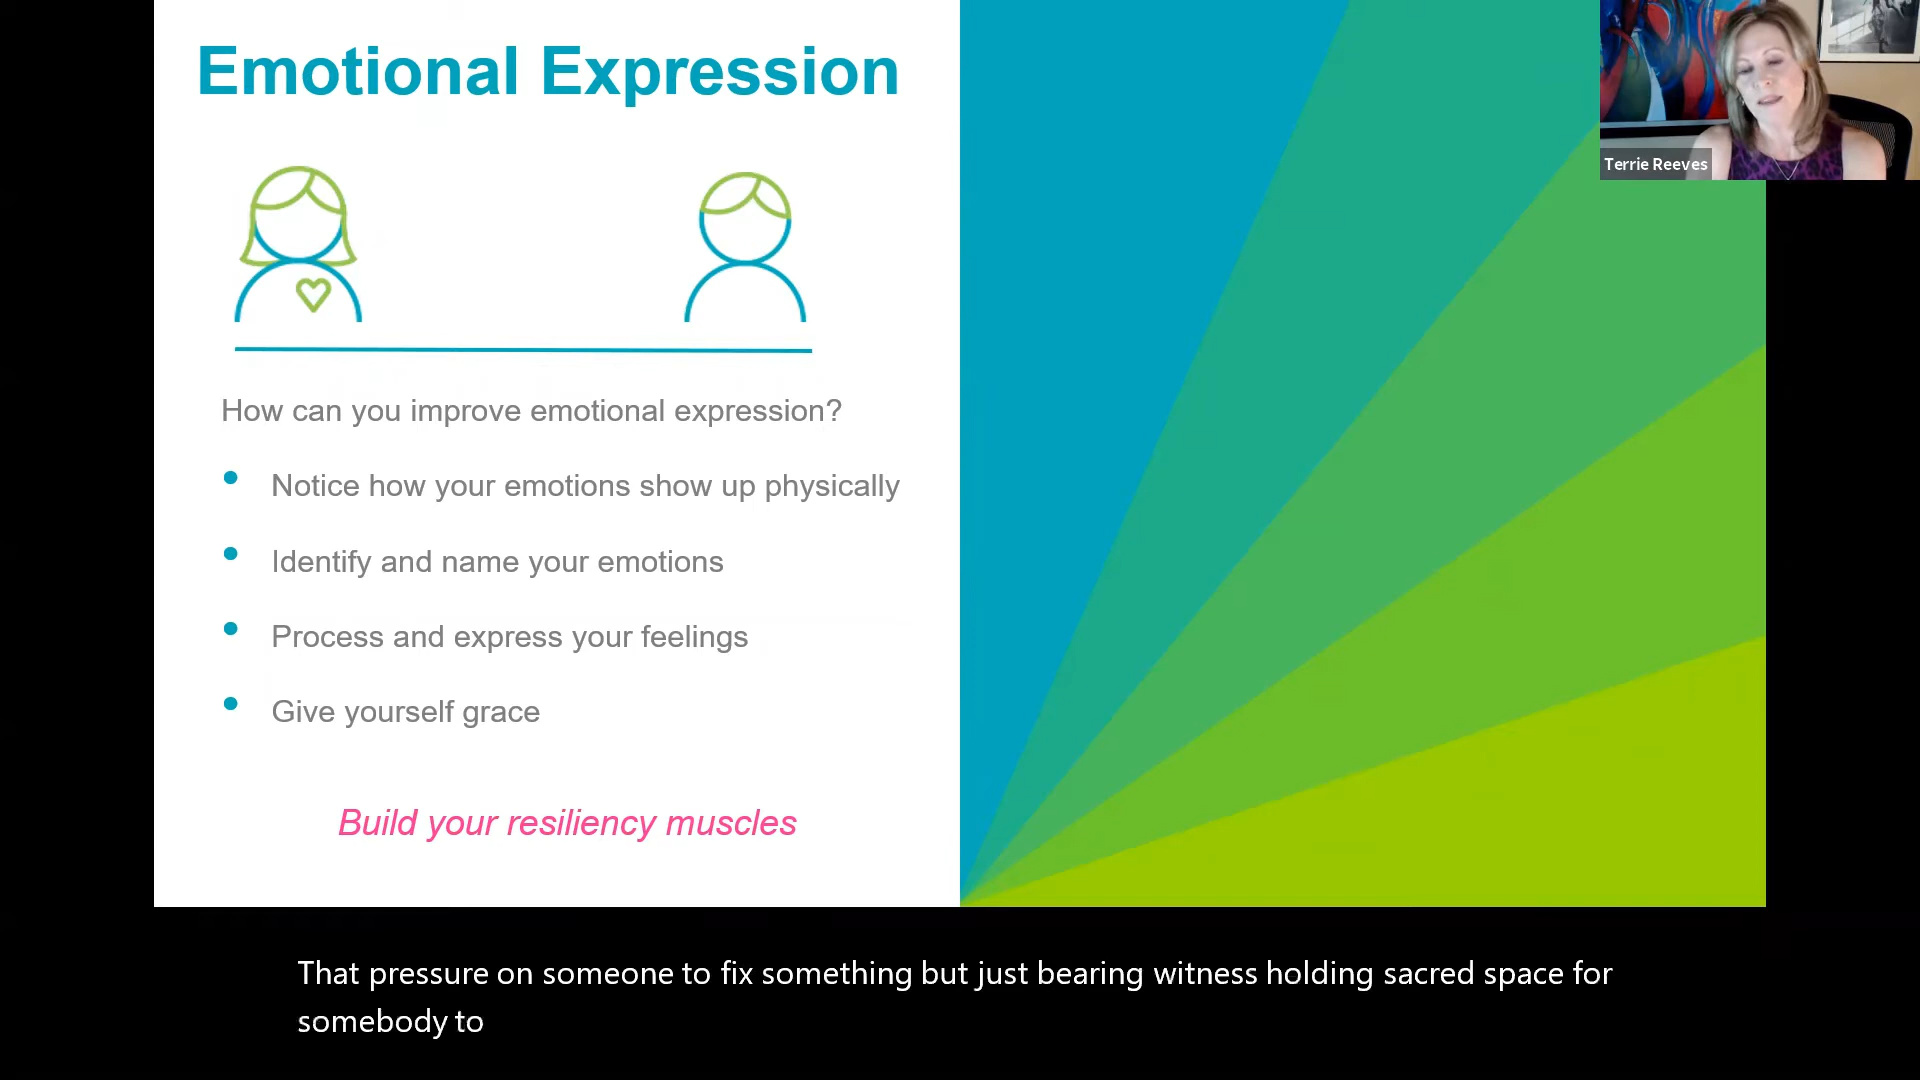 Emotional Expression
Terrie Reeves
How can you improve emotional expression?
Notice how your emotions show up physically
Identify and name your emotions
Process and express your feelings
Give yourself grace
Build your resiliency muscles
That pressure on someone to fix something but just bearing witness holding sacred space for
somebody to